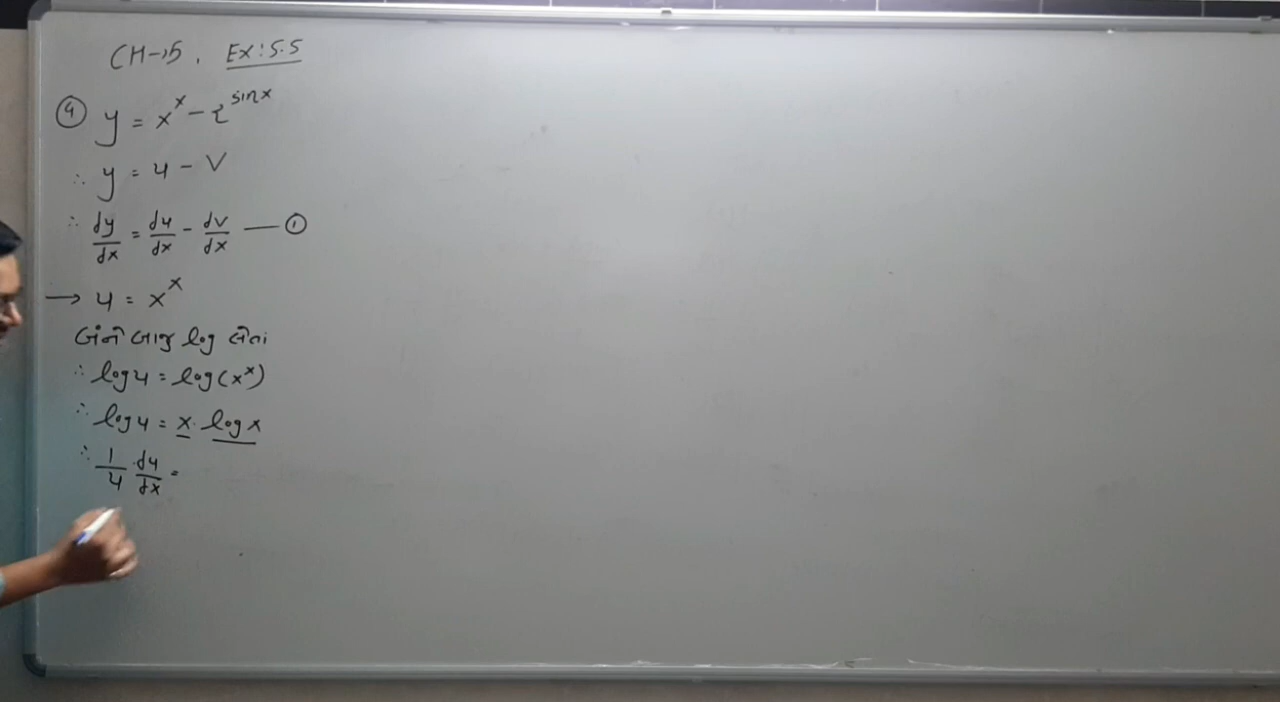 CH→5, Ex:5.5
④ y = x^x - 2^sinx
∴ y = u - v
∴ dy/dx = du/dx - dv/dx — ①
→ u = x^x
બંને બાજુ log લેતાં
∴ log u = log(x^x)
∴ log u = x · log x
∴ 1/u · du/dx =